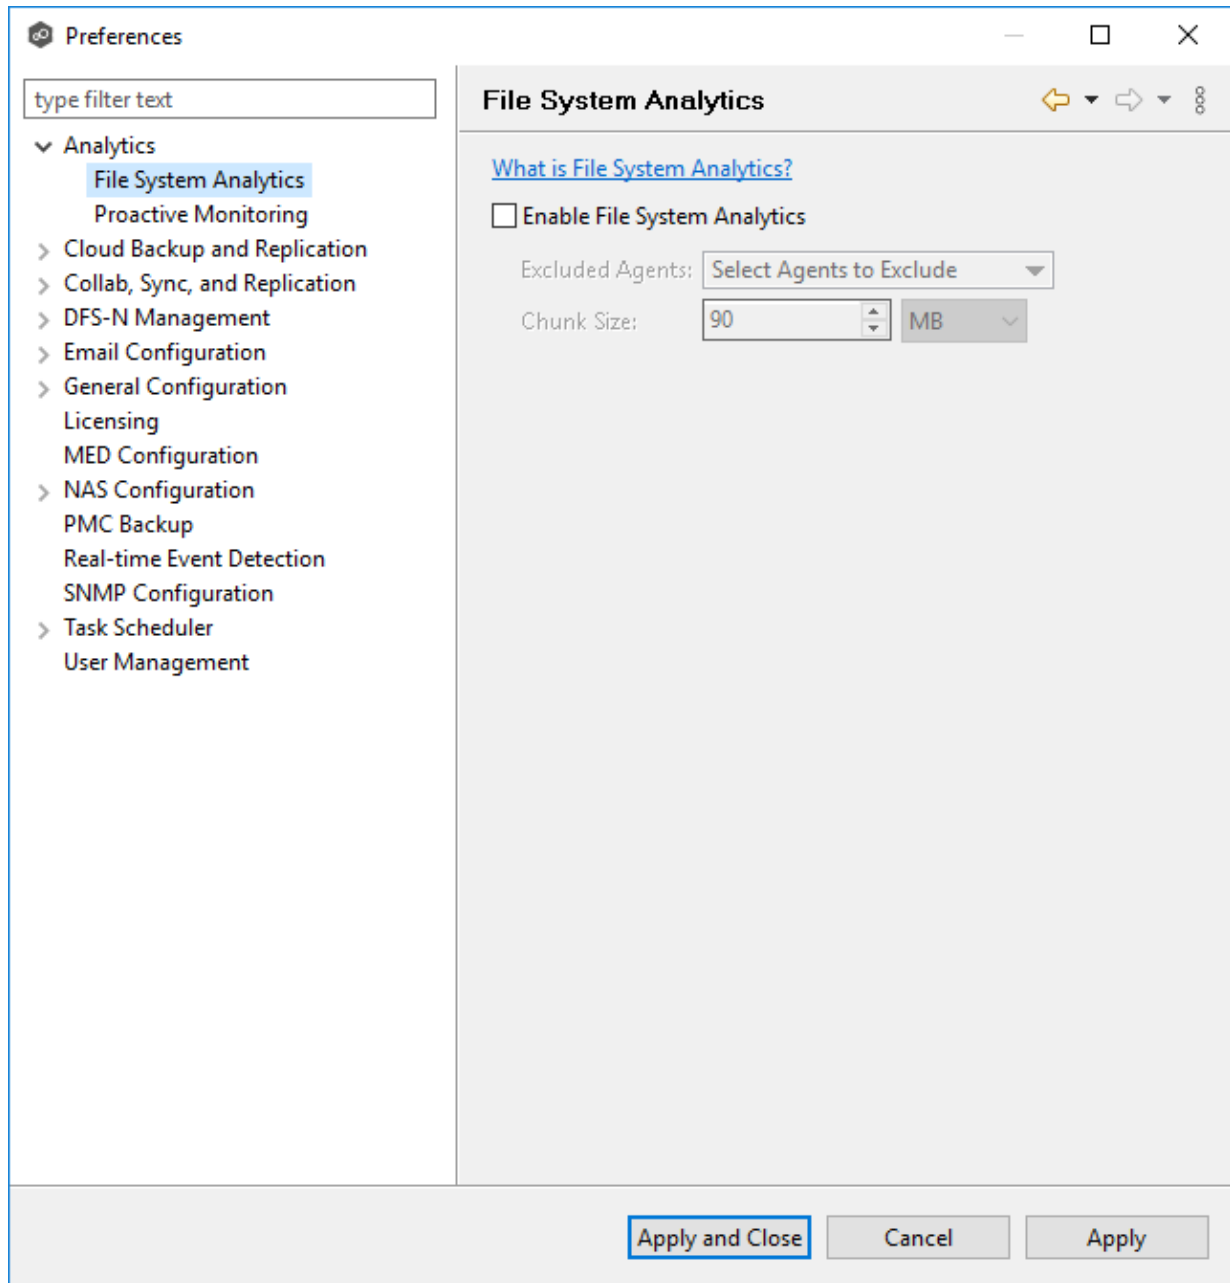 Preferences
type filter text
Analytics
File System Analytics
Proactive Monitoring
Cloud Backup and Replication
Collab, Sync, and Replication
DFS-N Management
Email Configuration
General Configuration
Licensing
MED Configuration
NAS Configuration
PMC Backup
Real-time Event Detection
SNMP Configuration
Task Scheduler
User Management
File System Analytics
What is File System Analytics?
Enable File System Analytics
Excluded Agents: Select Agents to Exclude
Chunk Size: 90 MB
Apply and Close Cancel Apply